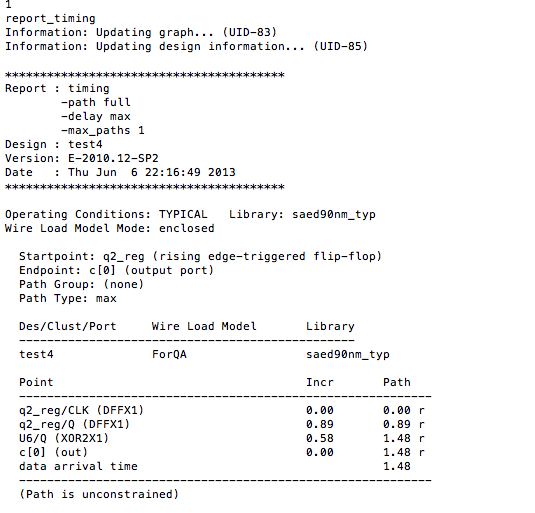 1
report_timing
Information: Updating graph... (UID-83)
Information: Updating design information... (UID-85)
****************************************
Report : timing
-path full
-delay max
-max_paths 1
Design : test4
Version: E-2010.12-SP2
Date   : Thu Jun  6 22:16:49 2013
****************************************
Operating Conditions: TYPICAL   Library: saed90nm_typ
Wire Load Model Mode: enclosed
Startpoint: q2_reg (rising edge-triggered flip-flop)
Endpoint: c[0] (output port)
Path Group: (none)
Path Type: max
Des/Clust/Port     Wire Load Model       Library
------------------------------------------------
test4              ForQA                 saed90nm_typ
Point                                    Incr       Path
-----------------------------------------------------------
q2_reg/CLK (DFFX1)                       0.00       0.00 r
q2_reg/Q (DFFX1)                         0.89       0.89 r
U6/Q (XOR2X1)                            0.58       1.48 r
c[0] (out)                               0.00       1.48 r
data arrival time                                   1.48
-----------------------------------------------------------
(Path is unconstrained)